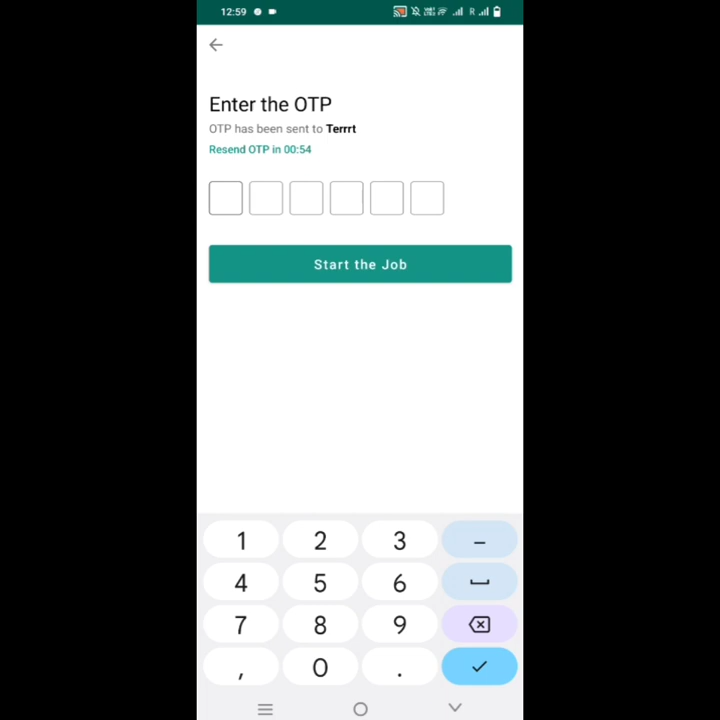 12:59
R
Enter the OTP
OTP has been sent to Terrrt
Resend OTP in 00:54
Start the Job
1 2 3 –
4 5 6
7 8 9
, 0 .